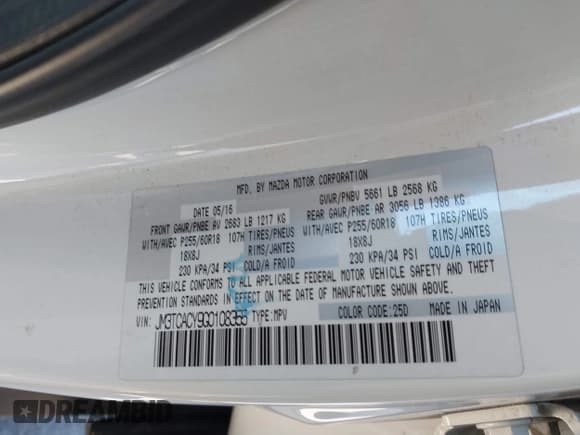 MFD. BY MAZDA MOTOR CORPORATION
DATE 05/16 GVWR/PNBV 5661 LB 2568 KG
FRONT GAWR/PNBE AV 2683 LB 1217 KG REAR GAWR/PNBE AR 3056 LB 1386 KG
WITH/AVEC P255/60R18 107H TIRES/PNEUS WITH/AVEC P255/60R18 107H TIRES/PNEUS
18X8J RIMS/JANTES 18X8J RIMS/JANTES
230 KPA/34 PSI COLD/A FROID 230 KPA/34 PSI COLD/A FROID
THIS VEHICLE CONFORMS TO ALL APPLICABLE FEDERAL MOTOR VEHICLE SAFETY AND THEFT
PREVENTION STANDARDS IN EFFECT ON THE DATE OF MANUFACTURE SHOWN ABOVE.
VIN: JM3TCACY9G0108353 TYPE: MPV COLOR CODE: 25D MADE IN JAPAN
DREAMBID